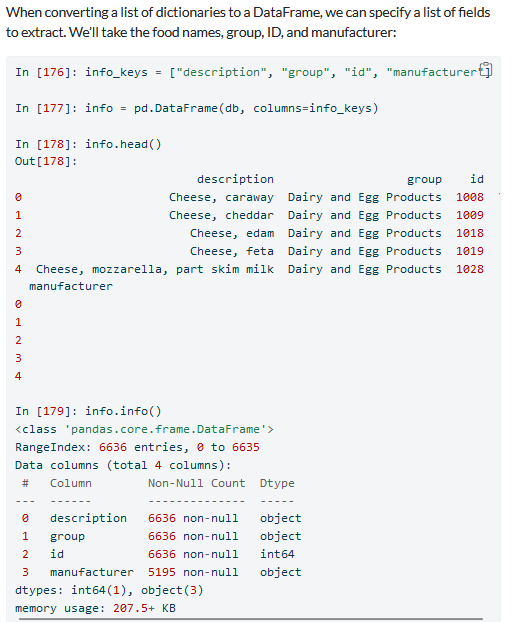 When converting a list of dictionaries to a DataFrame, we can specify a list of fields
to extract. We'll take the food names, group, ID, and manufacturer:
In [176]: info_keys = ["description", "group", "id", "manufacturer"]
In [177]: info = pd.DataFrame(db, columns=info_keys)
In [178]: info.head()
Out[178]:
                          description                   group    id
0                     Cheese, caraway  Dairy and Egg Products  1008
1                     Cheese, cheddar  Dairy and Egg Products  1009
2                        Cheese, edam  Dairy and Egg Products  1018
3                        Cheese, feta  Dairy and Egg Products  1019
4  Cheese, mozzarella, part skim milk  Dairy and Egg Products  1028
  manufacturer
0
1
2
3
4
In [179]: info.info()
<class 'pandas.core.frame.DataFrame'>
RangeIndex: 6636 entries, 0 to 6635
Data columns (total 4 columns):
 #   Column        Non-Null Count  Dtype
---  ------        --------------  -----
 0   description   6636 non-null   object
 1   group         6636 non-null   object
 2   id            6636 non-null   int64
 3   manufacturer  5195 non-null   object
dtypes: int64(1), object(3)
memory usage: 207.5+ KB